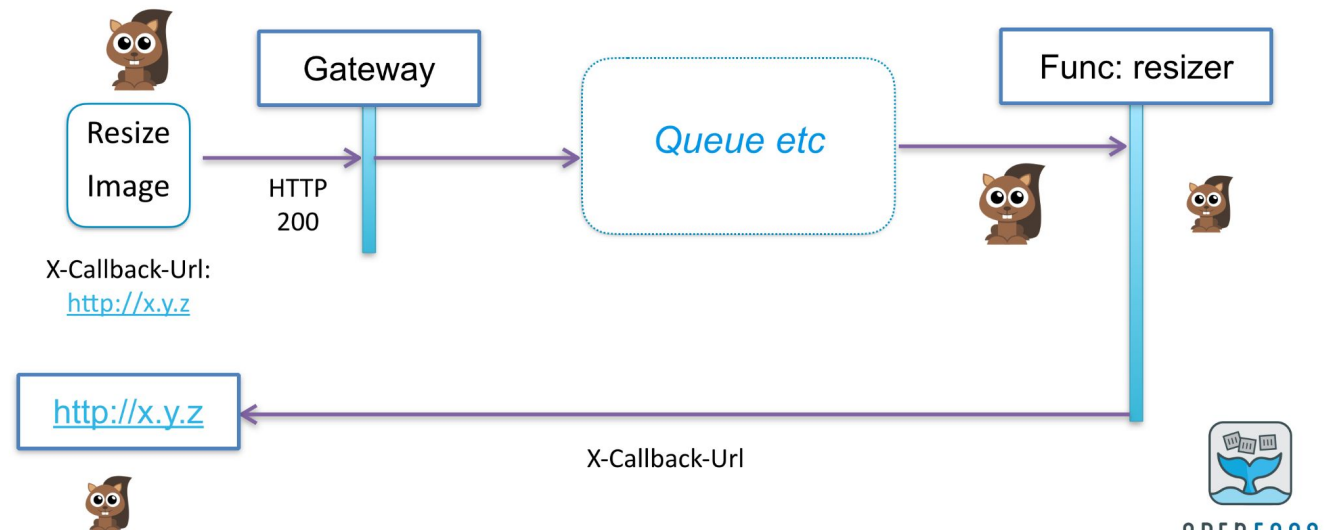 Gateway
Func: resizer
Resize
Image
Queue etc
HTTP
200
X-Callback-Url:
http://x.y.z
http://x.y.z
X-Callback-Url